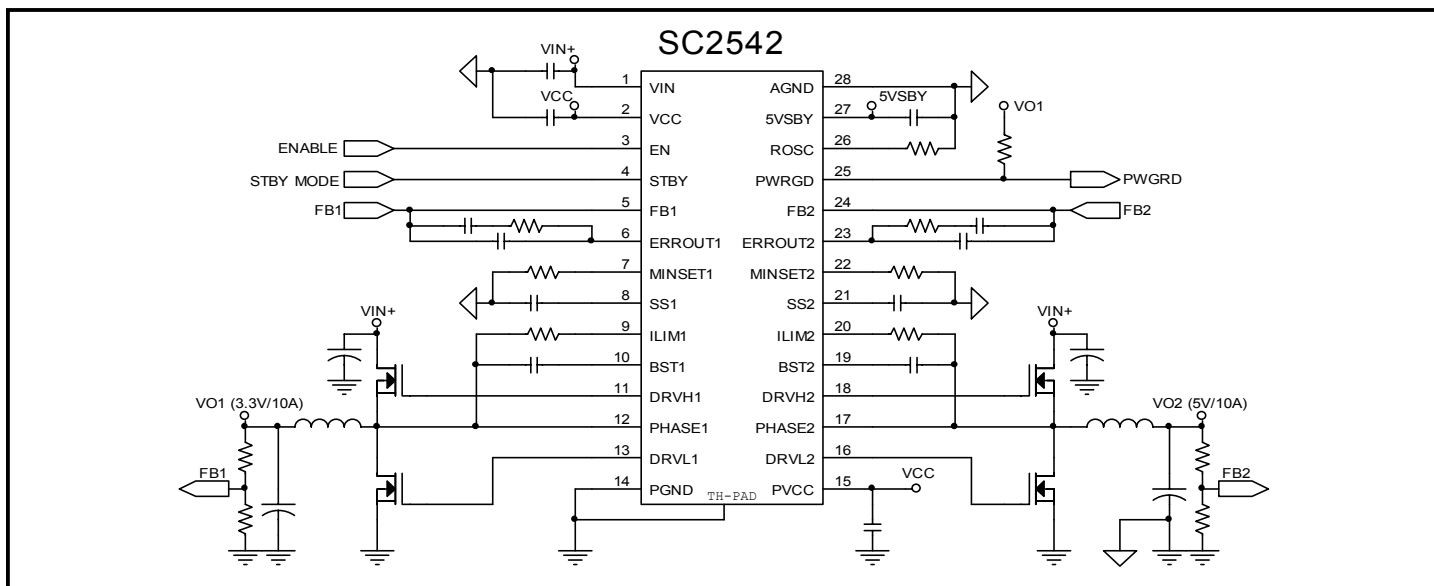 SC2542
VIN+
1 VIN AGND 28
VCC 5VSBY VO1
2 VCC 5VSBY 27
ENABLE 3 EN ROSC 26
STBY MODE 4 STBY PWRGD 25 PWGRD
FB1 5 FB1 FB2 24 FB2
6 ERROUT1 ERROUT2 23
7 MINSET1 MINSET2 22
8 SS1 SS2 21
VIN+ VIN+
9 ILIM1 ILIM2 20
10 BST1 BST2 19
11 DRVH1 DRVH2 18
VO1 (3.3V/10A) VO2 (5V/10A)
12 PHASE1 PHASE2 17
13 DRVL1 DRVL2 16
FB1 VCC FB2
14 PGND PVCC 15
TH-PAD